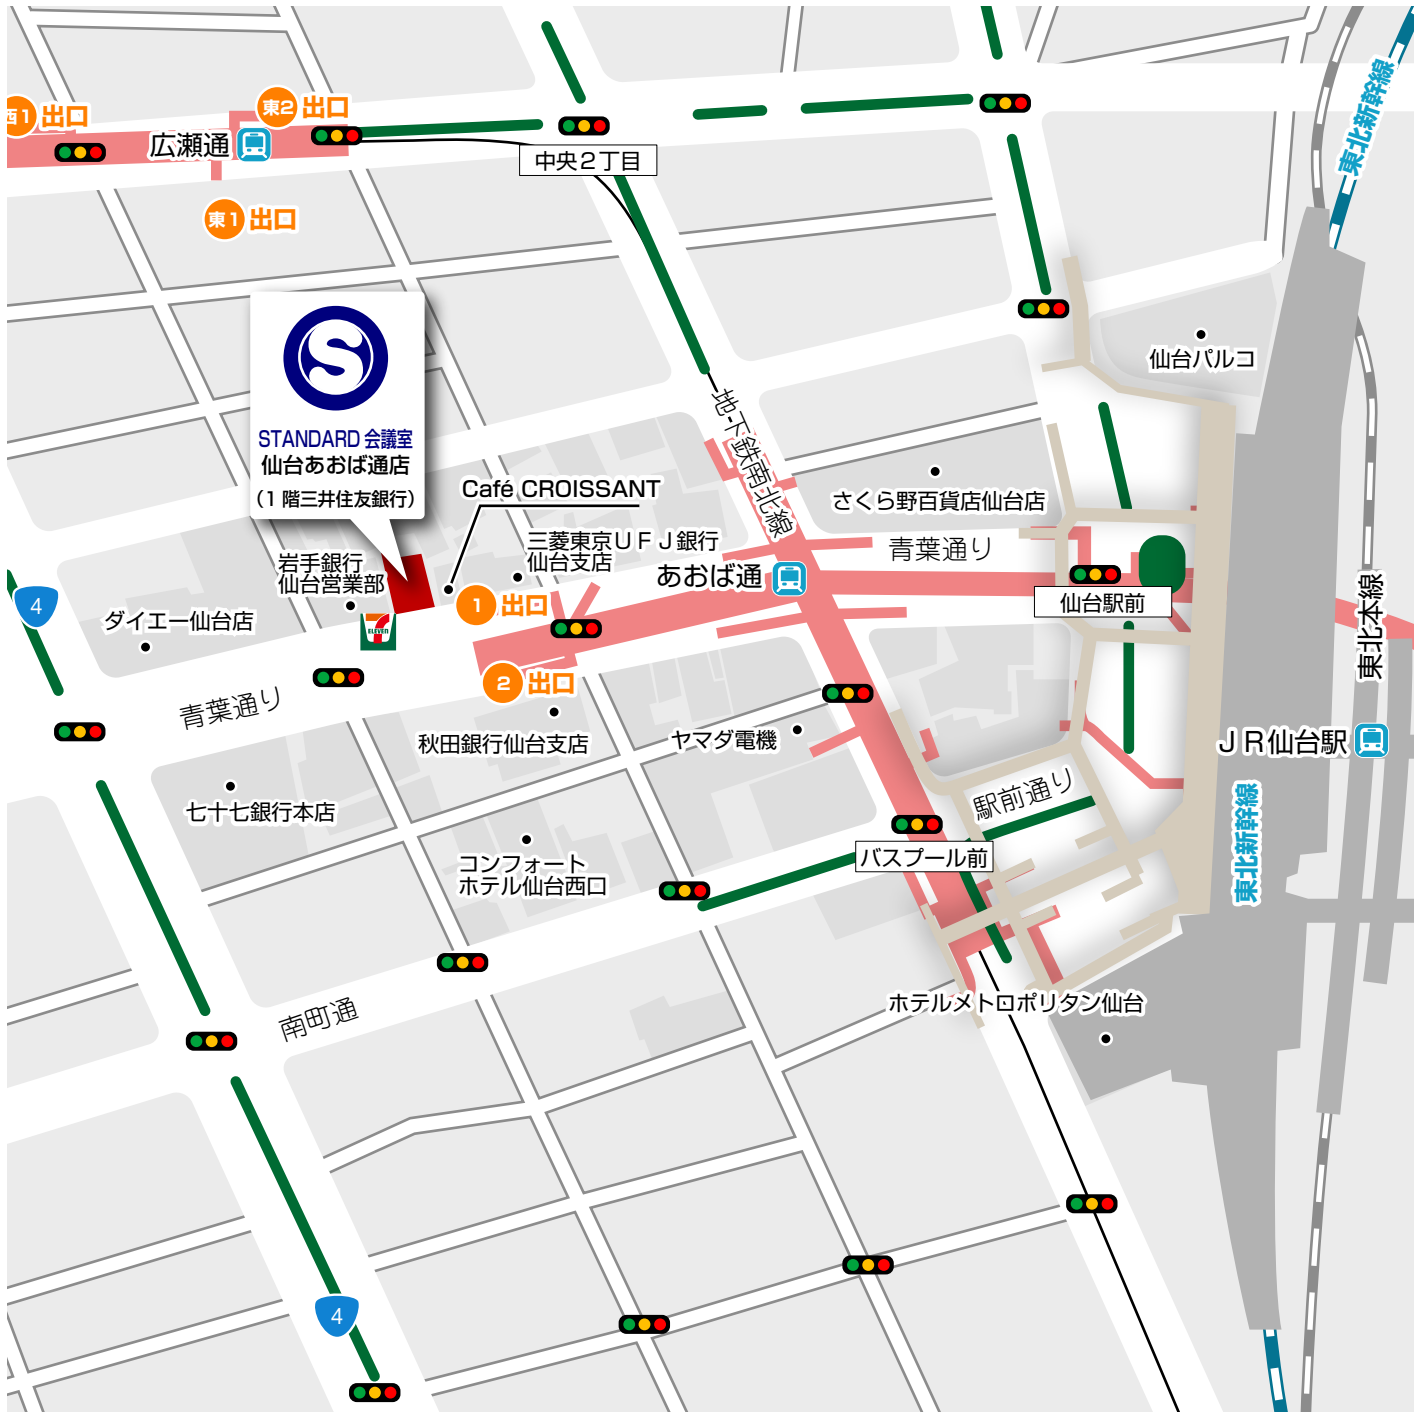 西1 出口
東2 出口
広瀬通
東1 出口
中央2丁目
東北新幹線
S
STANDARD 会議室
仙台あおば通店
(1階三井住友銀行)
仙台パルコ
地下鉄南北線
Café CROISSANT
さくら野百貨店仙台店
三菱東京UFJ銀行
仙台支店
青葉通り
岩手銀行
仙台営業部
あおば通
仙台駅前
4
ダイエー仙台店
1 出口
7
ELEVEN
東北本線
青葉通り
2 出口
秋田銀行仙台支店
ヤマダ電機
JR仙台駅
七十七銀行本店
駅前通り
東北新幹線
コンフォート
ホテル仙台西口
バスプール前
南町通
ホテルメトロポリタン仙台
4